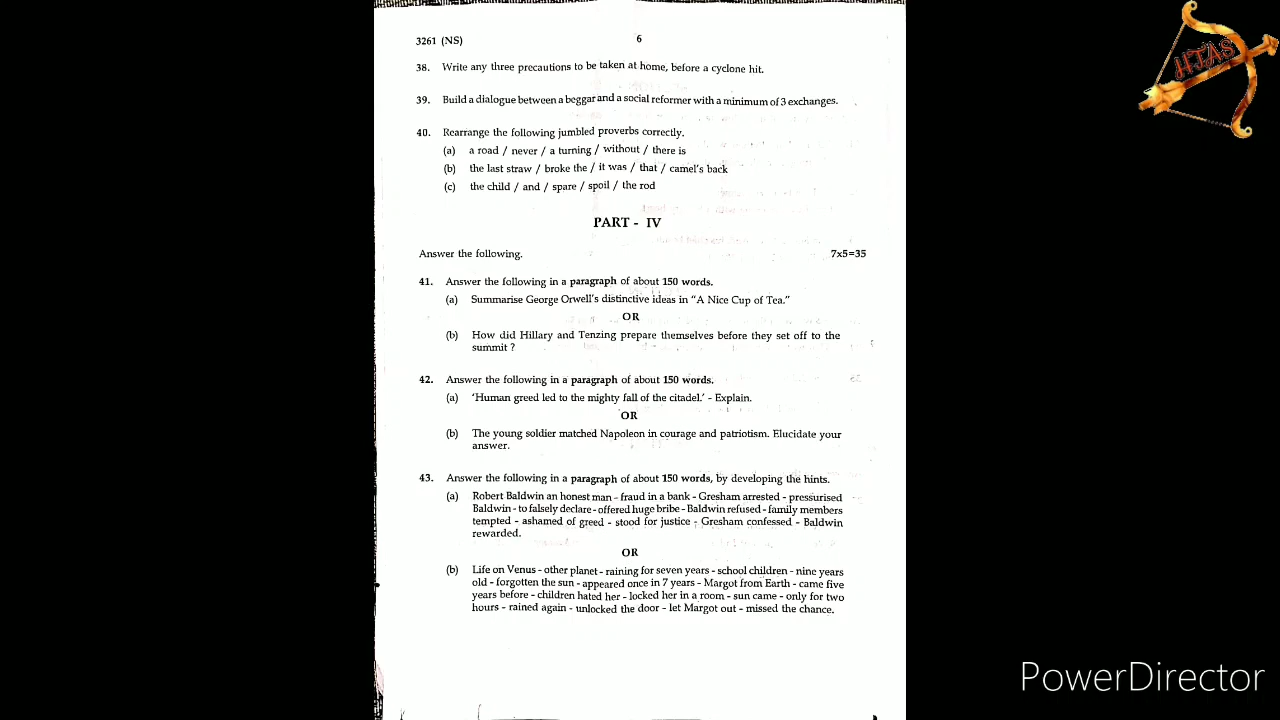 3261 (NS)
6
38. Write any three precautions to be taken at home, before a cyclone hit.
39. Build a dialogue between a beggar and a social reformer with a minimum of 3 exchanges.
40. Rearrange the following jumbled proverbs correctly.
(a) a road / never / a turning / without / there is
(b) the last straw / broke the / it was / that / camel's back
(c) the child / and / spare / spoil / the rod
PART - IV
Answer the following. 7x5=35
41. Answer the following in a paragraph of about 150 words.
(a) Summarise George Orwell's distinctive ideas in "A Nice Cup of Tea."
OR
(b) How did Hillary and Tenzing prepare themselves before they set off to the
summit ?
42. Answer the following in a paragraph of about 150 words.
(a) 'Human greed led to the mighty fall of the citadel.' - Explain.
OR
(b) The young soldier matched Napoleon in courage and patriotism. Elucidate your
answer.
43. Answer the following in a paragraph of about 150 words, by developing the hints.
(a) Robert Baldwin an honest man - fraud in a bank - Gresham arrested - pressurised
Baldwin - to falsely declare - offered huge bribe - Baldwin refused - family members
tempted - ashamed of greed - stood for justice - Gresham confessed - Baldwin
rewarded.
OR
(b) Life on Venus - other planet - raining for seven years - school children - nine years
old - forgotten the sun - appeared once in 7 years - Margot from Earth - came five
years before - children hated her - locked her in a room - sun came - only for two
hours - rained again - unlocked the door - let Margot out - missed the chance.
PowerDirector